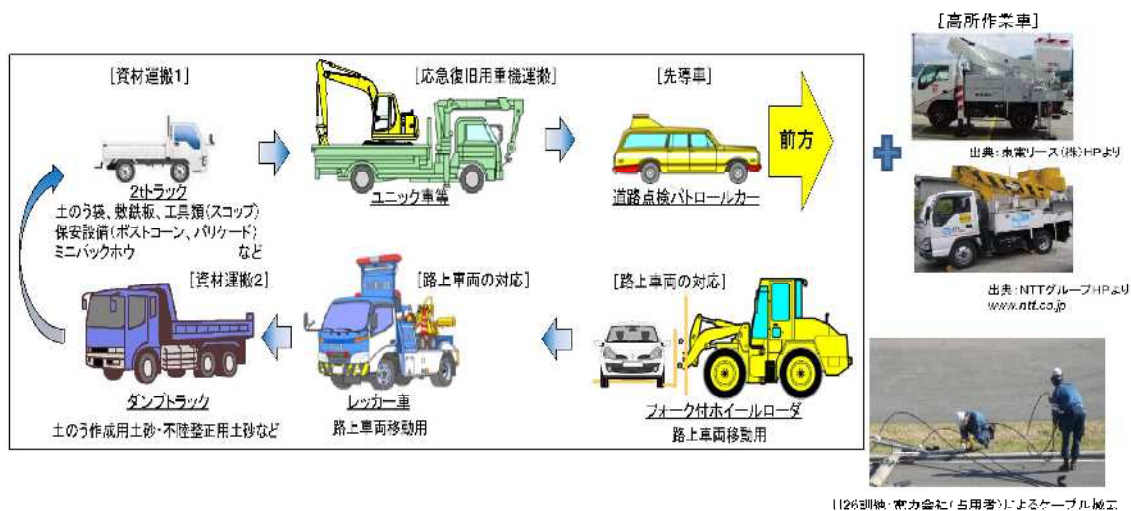 [高所作業車]
[資材運搬1]
[応急復旧用重機運搬]
[先導車]
前方
出典:東電リース(株)HPより
2tトラック
土のう袋、敷鉄板、工具類(スコップ)
保安設備(ポストコーン、バリケード)
ミニバックホウ など
ユニック車等
道路点検パトロールカー
[資材運搬2]
[路上車両の対応]
[路上車両の対応]
出典:NTTグループHPより
www.ntt.co.jp
ダンプトラック
土のう作成用土砂・不陸整正用土砂など
レッカー車
路上車両移動用
フォーク付ホイールローダ
路上車両移動用
H26訓練:電力会社(占用者)によるケーブル